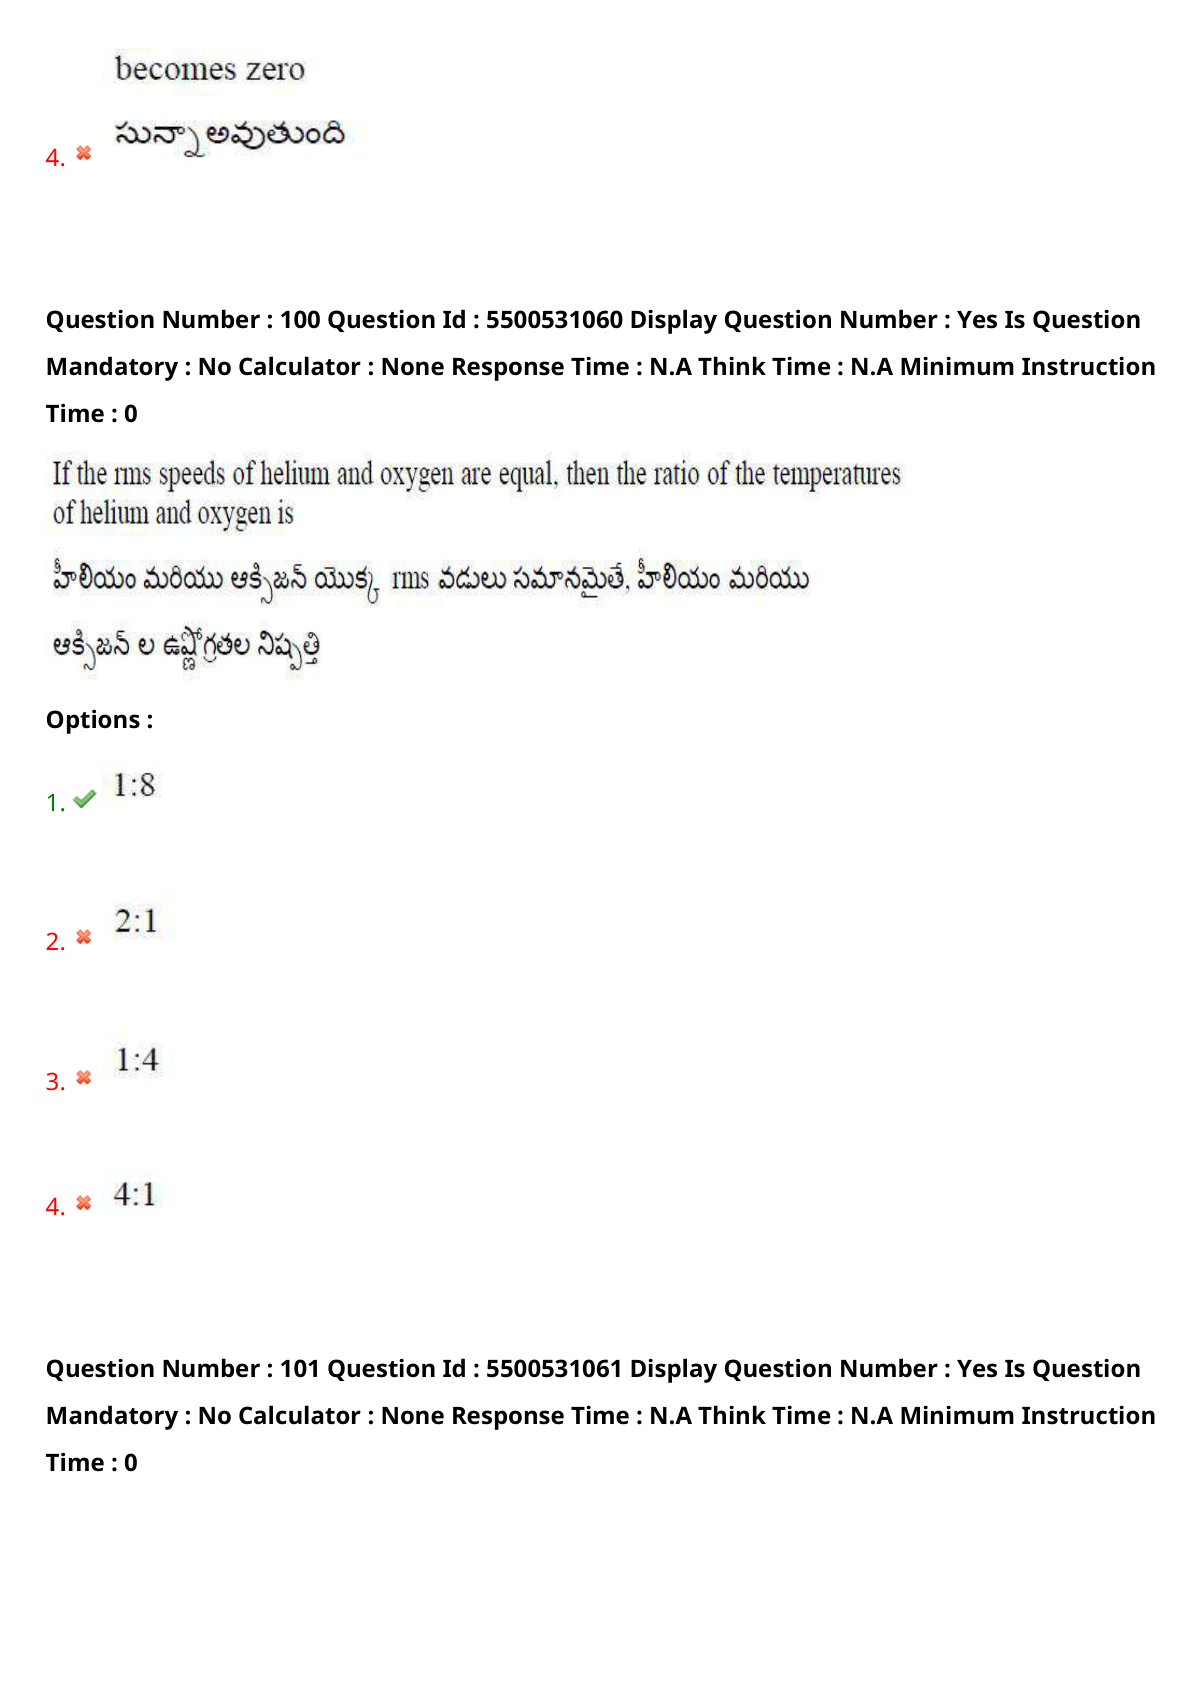 becomes zero
సున్నా అవుతుంది
4.
Question Number : 100 Question Id : 5500531060 Display Question Number : Yes Is Question
Mandatory : No Calculator : None Response Time : N.A Think Time : N.A Minimum Instruction
Time : 0
If the rms speeds of helium and oxygen are equal, then the ratio of the temperatures
of helium and oxygen is
హీలియం మరియు ఆక్సిజన్ యొక్క rms వడులు సమానమైతే, హీలియం మరియు
ఆక్సిజన్ ల ఉష్ణోగ్రతల నిష్పత్తి
Options :
1. 1:8
2. 2:1
3. 1:4
4. 4:1
Question Number : 101 Question Id : 5500531061 Display Question Number : Yes Is Question
Mandatory : No Calculator : None Response Time : N.A Think Time : N.A Minimum Instruction
Time : 0